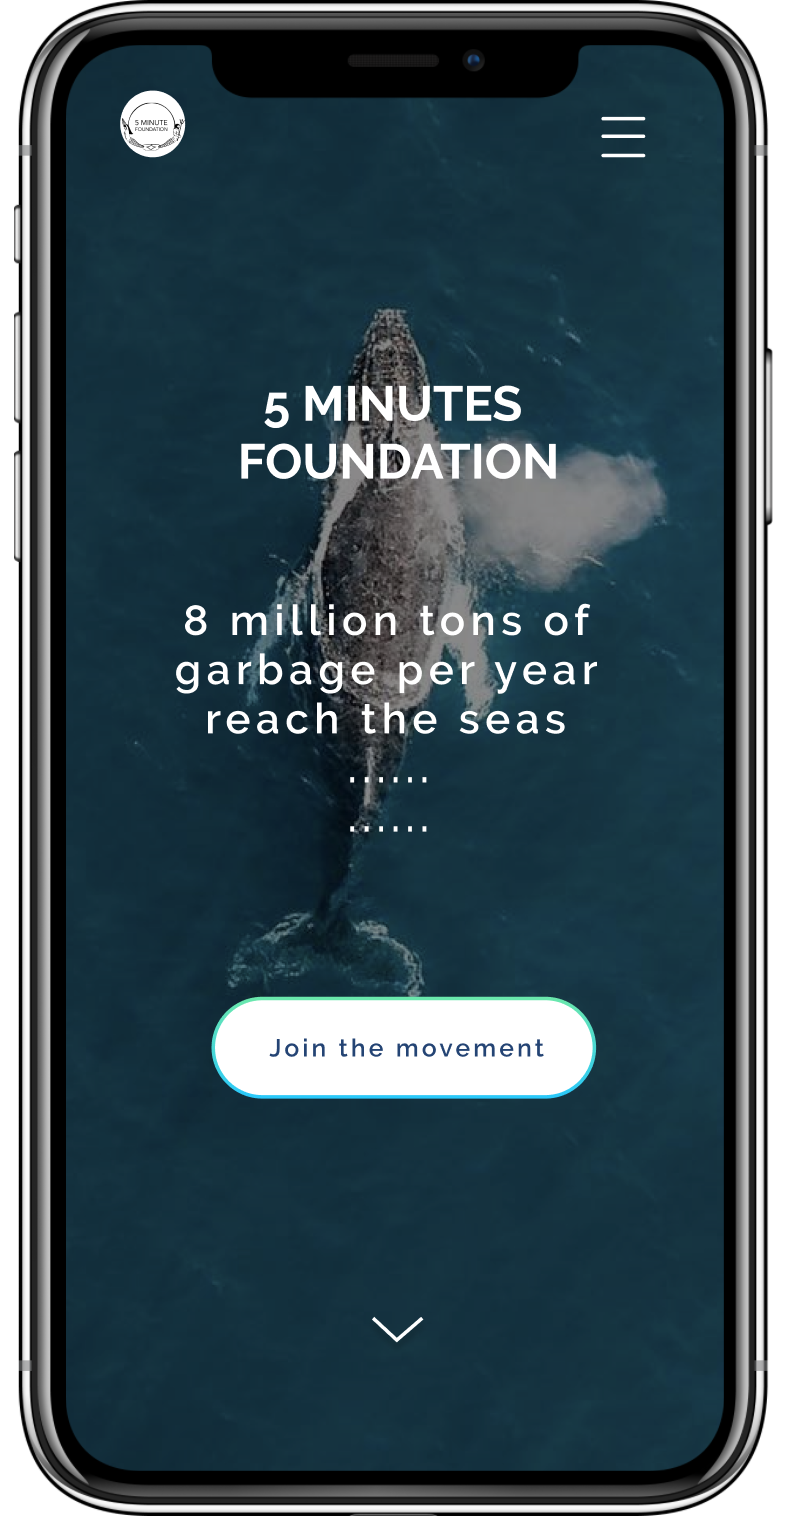 5 MINUTE
FOUNDATION
5 MINUTES
FOUNDATION
8 million tons of
garbage per year
reach the seas
......
......
Join the movement